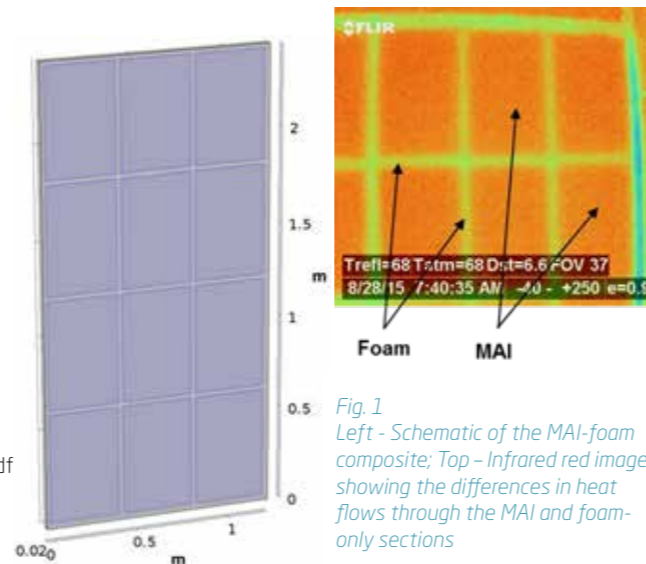 FLIR
2
1.5
m
1
0.5
0
0.020
0.5
1
m
Trefl=68 Tatm=68 Dst=6.6 FOV 37
8/28/15 7:40:35 AM -40 - +250 e=0.9
Foam MAI
df
Fig. 1
Left - Schematic of the MAI-foam
composite; Top – Infrared red image
showing the differences in heat
flows through the MAI and foam-
only sections